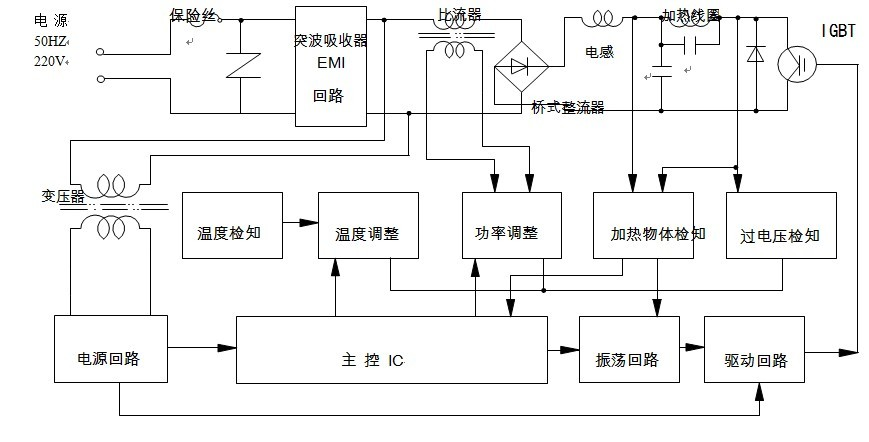 电 源
50HZ
220V
保险丝
突波吸收器
EMI
回路
比流器
电感
加热线圈
IGBT
桥式整流器
变压器
温度检知
温度调整
功率调整
加热物体检知
过电压检知
电源回路
主 控 IC
振荡回路
驱动回路